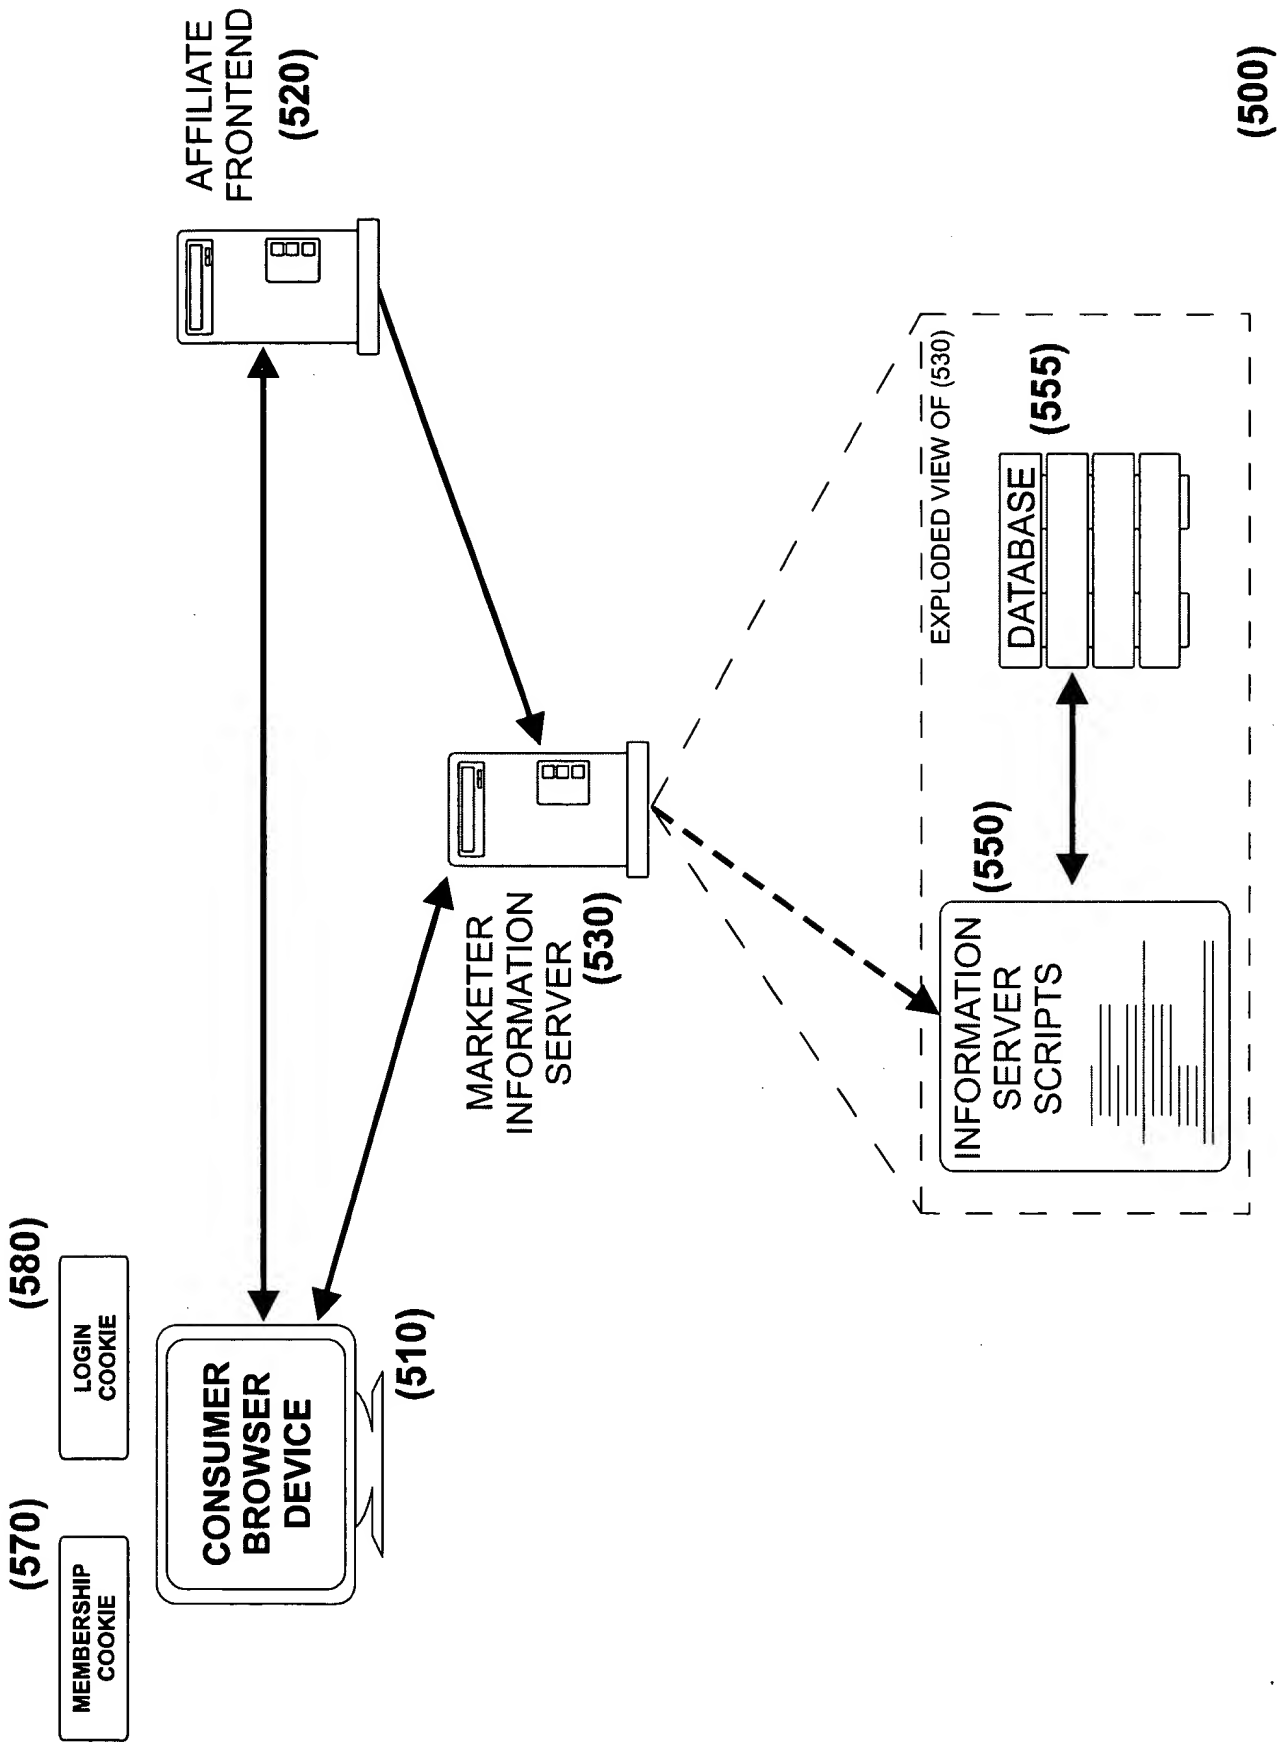 (570)
(580)
MEMBERSHIP
COOKIE
LOGIN
COOKIE
CONSUMER
BROWSER
DEVICE
(510)
AFFILIATE
FRONTEND
(520)
MARKETER
INFORMATION
SERVER
(530)
EXPLODED VIEW OF (530)
INFORMATION
SERVER
SCRIPTS
(550)
DATABASE
(555)
(500)